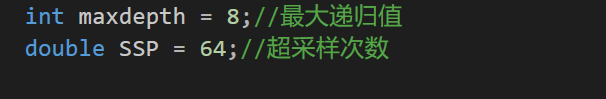 int maxdepth = 8;//最大递归值
double SSP = 64;//超采样次数